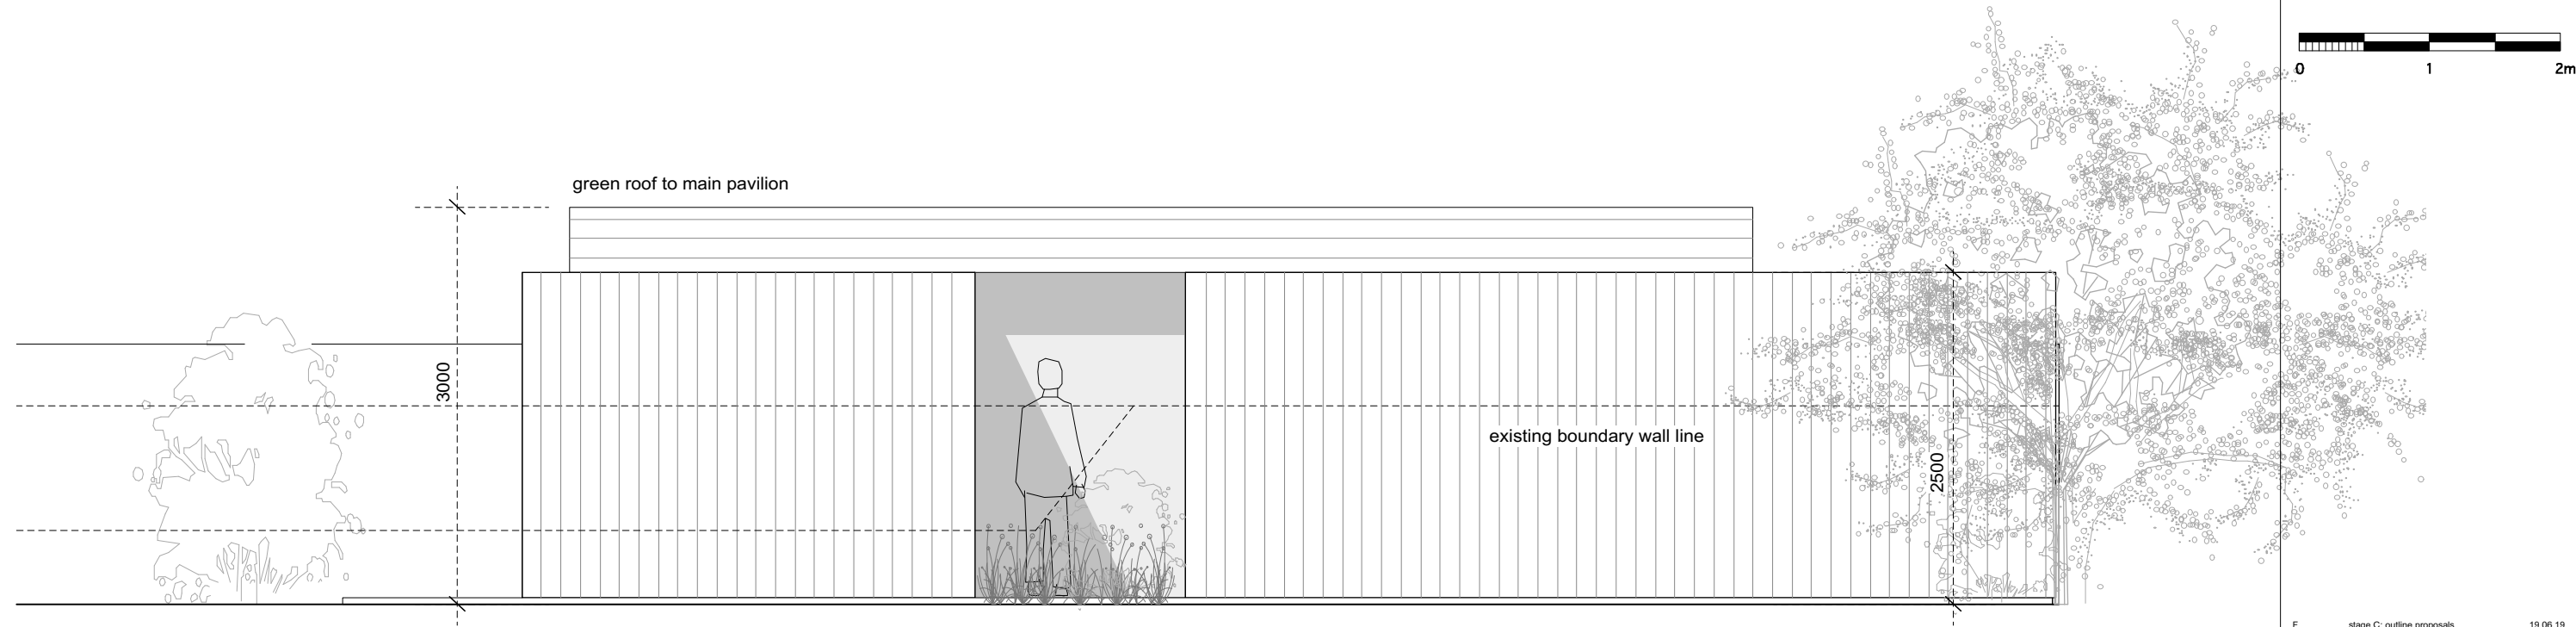 0 1 2m
green roof to main pavilion
3000
existing boundary wall line
2500
F stage C: outline proposals 19.06.19